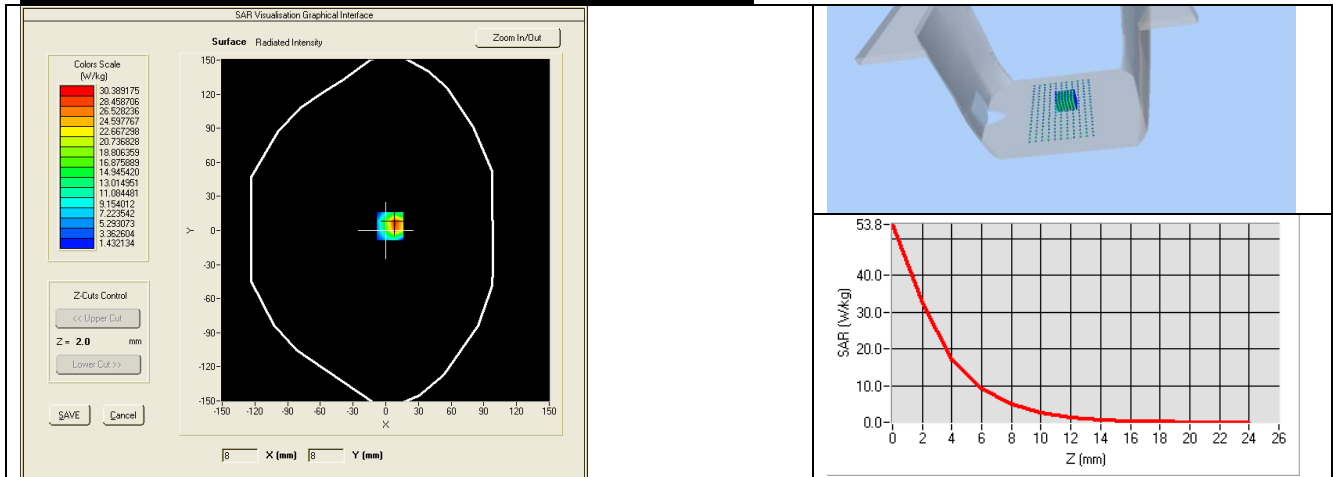 SAR Visualisation Graphical Interface
Surface Radiated Intensity
Zoom In/Out
Colors Scale
(W/kg)
30.389175
28.458706
26.528236
24.597767
22.667298
20.736828
18.806359
16.875889
14.945420
13.014951
11.084481
9.154012
7.223542
5.293073
3.362604
1.432134
Z-Cuts Control
<< Upper Cut
Z = 2.0 mm
Lower Cut >>
SAVE Cancel
150
120
90
60
30
Y 0
-30
-60
-90
-120
-150
-150 -120 -90 -60 -30 0 30 60 90 120 150
X
8 X (mm) 8 Y (mm)
53.8
40.0
30.0
20.0
10.0
0.0
SAR (W/kg)
0 2 4 6 8 10 12 14 16 18 20 22 24 26
Z (mm)